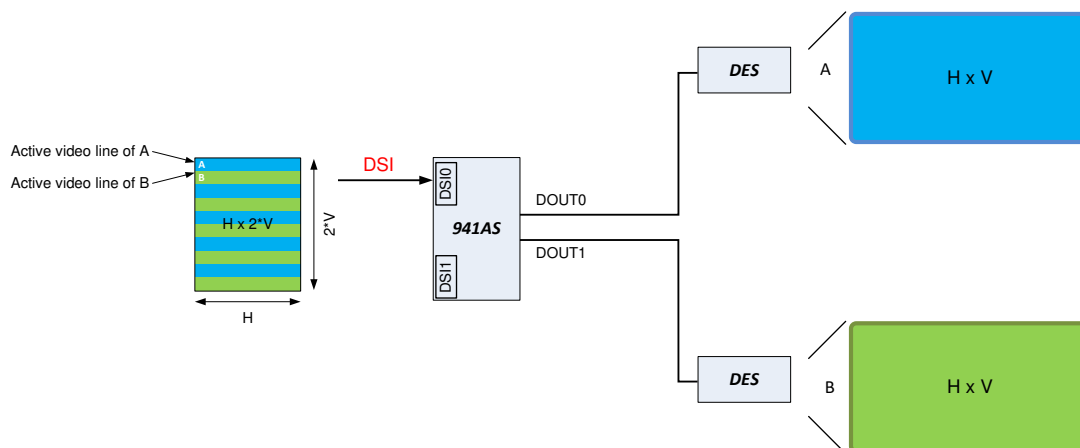 Active video line of A
Active video line of B
A
B
H x 2*V
2*V
H
DSI
DSI0
DSI1
941AS
DOUT0
DOUT1
DES
A
H x V
DES
B
H x V